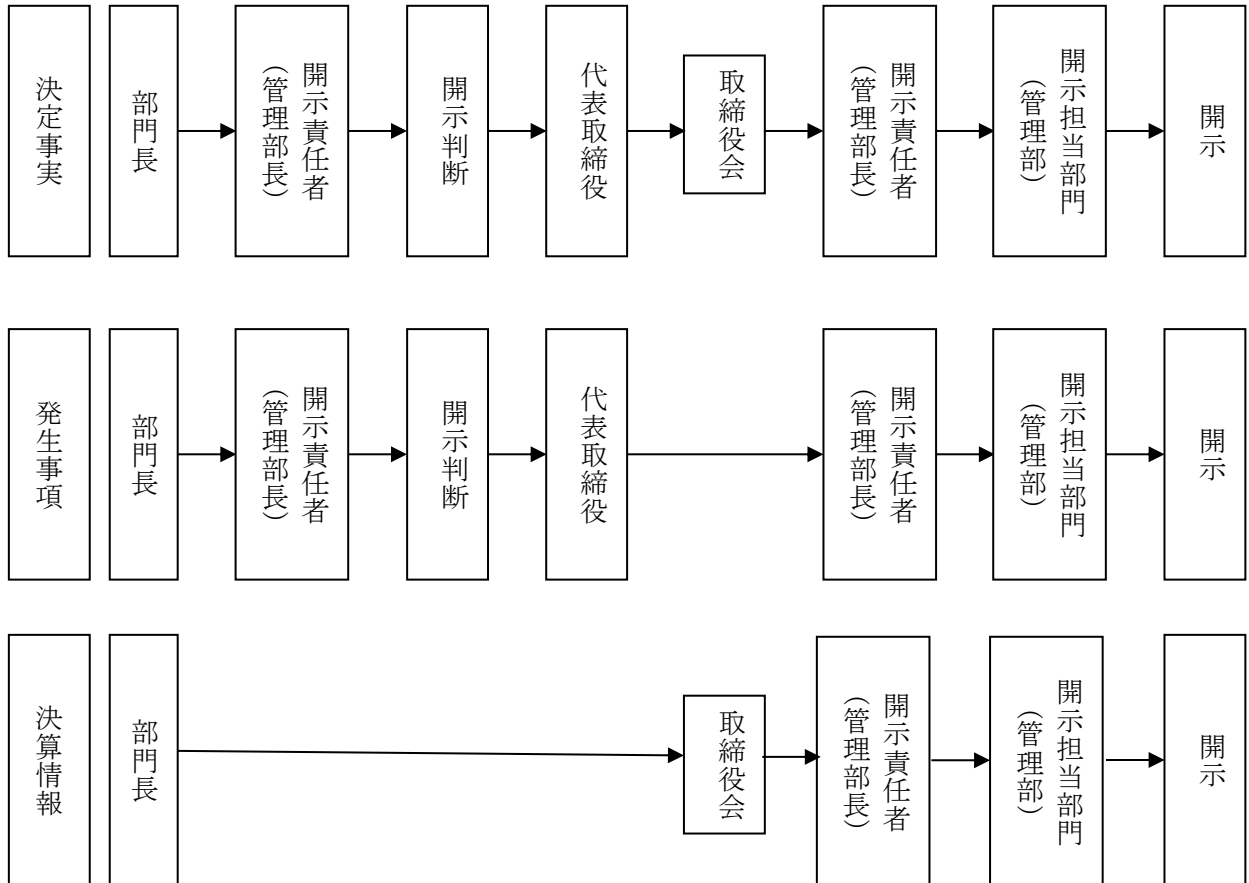 決定事実
部門長
開示責任者
（管理部長）
開示判断
代表取締役
取締役会
開示責任者
（管理部長）
開示担当部門
（管理部）
開示
発生事項
部門長
開示責任者
（管理部長）
開示判断
代表取締役
開示責任者
（管理部長）
開示担当部門
（管理部）
開示
決算情報
部門長
取締役会
開示責任者
（管理部長）
開示担当部門
（管理部）
開示